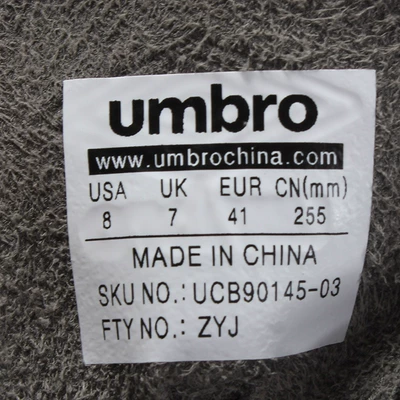 umbro
www.umbrochina.com
USA UK EUR CN(mm)
8 7 41 255
MADE IN CHINA
SKU NO.: UCB90145-03
FTY NO.: ZYJ